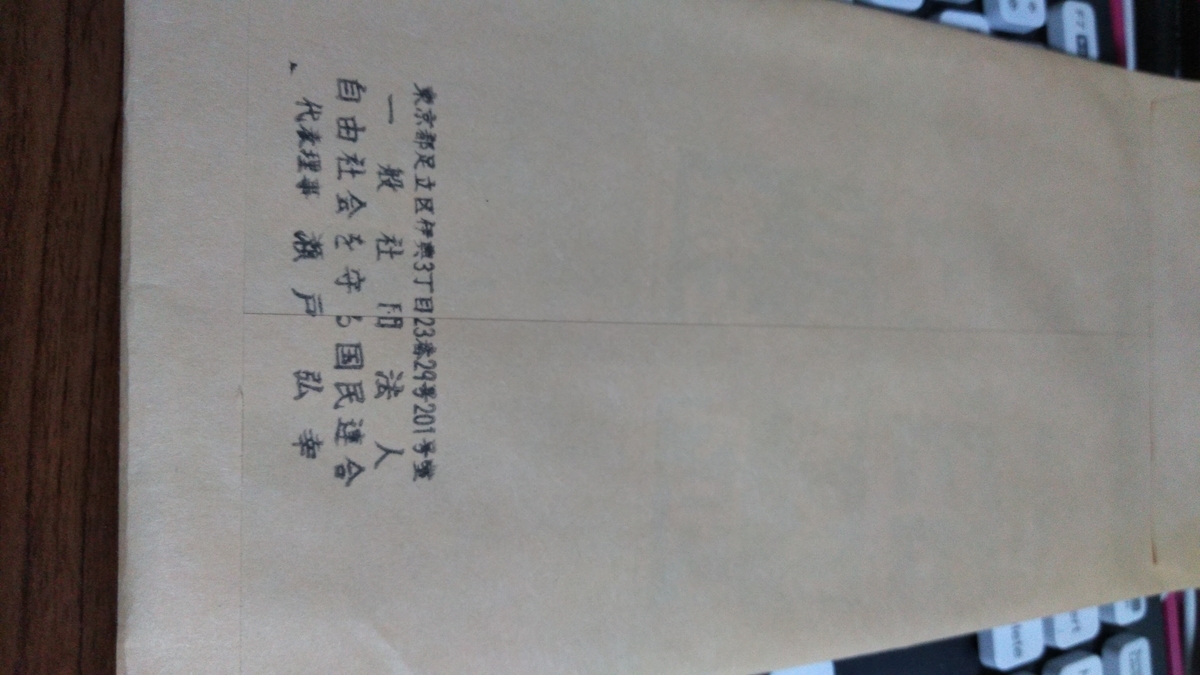 東京都足立区伊興3丁目23番29号201号室
一般社団法人
自由社会を守る国民連合
代表理事 瀬戸 弘幸
F7